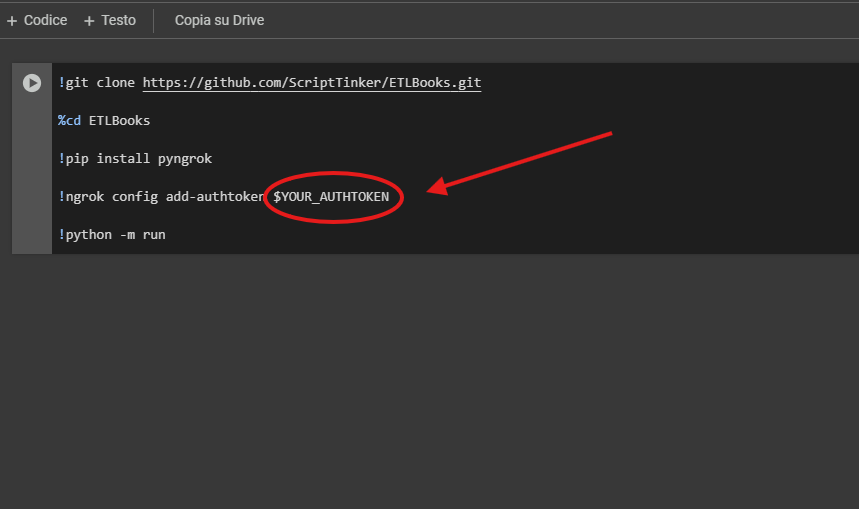 + Codice + Testo Copia su Drive
!git clone https://github.com/ScriptTinker/ETLBooks.git
%cd ETLBooks
!pip install pyngrok
!ngrok config add-authtoken $YOUR_AUTHTOKEN
!python -m run